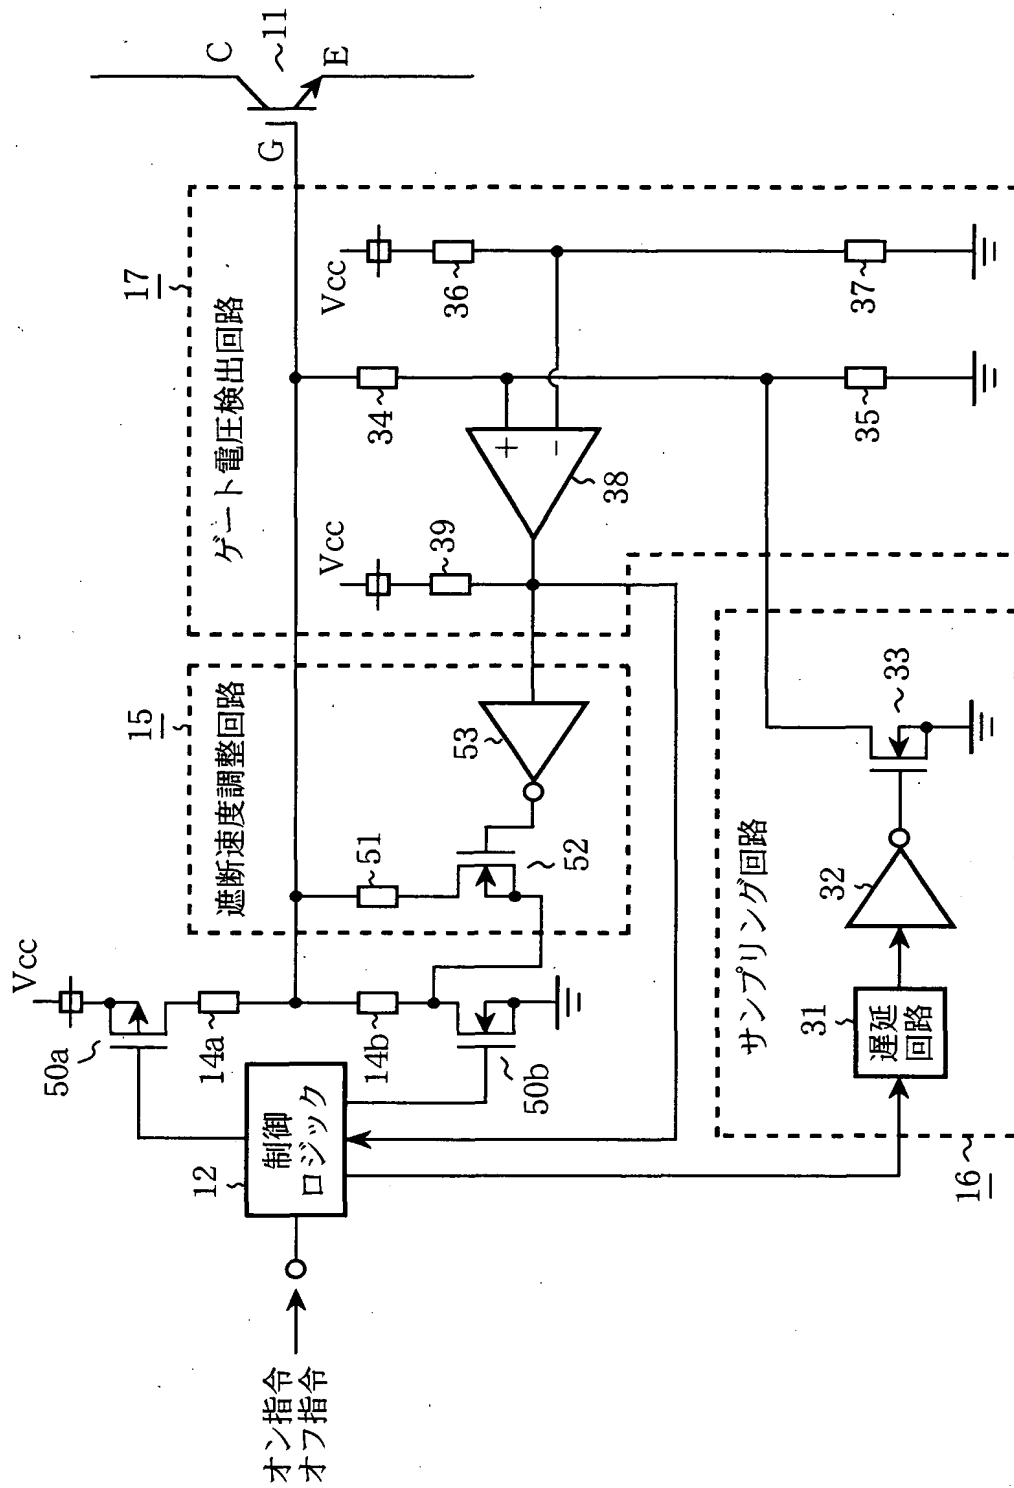 オン指令
オフ指令
12
制御
ロジック
50a
Vcc
14a
14b
50b
15
遮断速度調整回路
51
52
53
17
ゲート電圧検出回路
Vcc
39
38
+
−
34
35
Vcc
36
37
G
C
E
11
16
サンプリング回路
31
遅延
回路
32
33